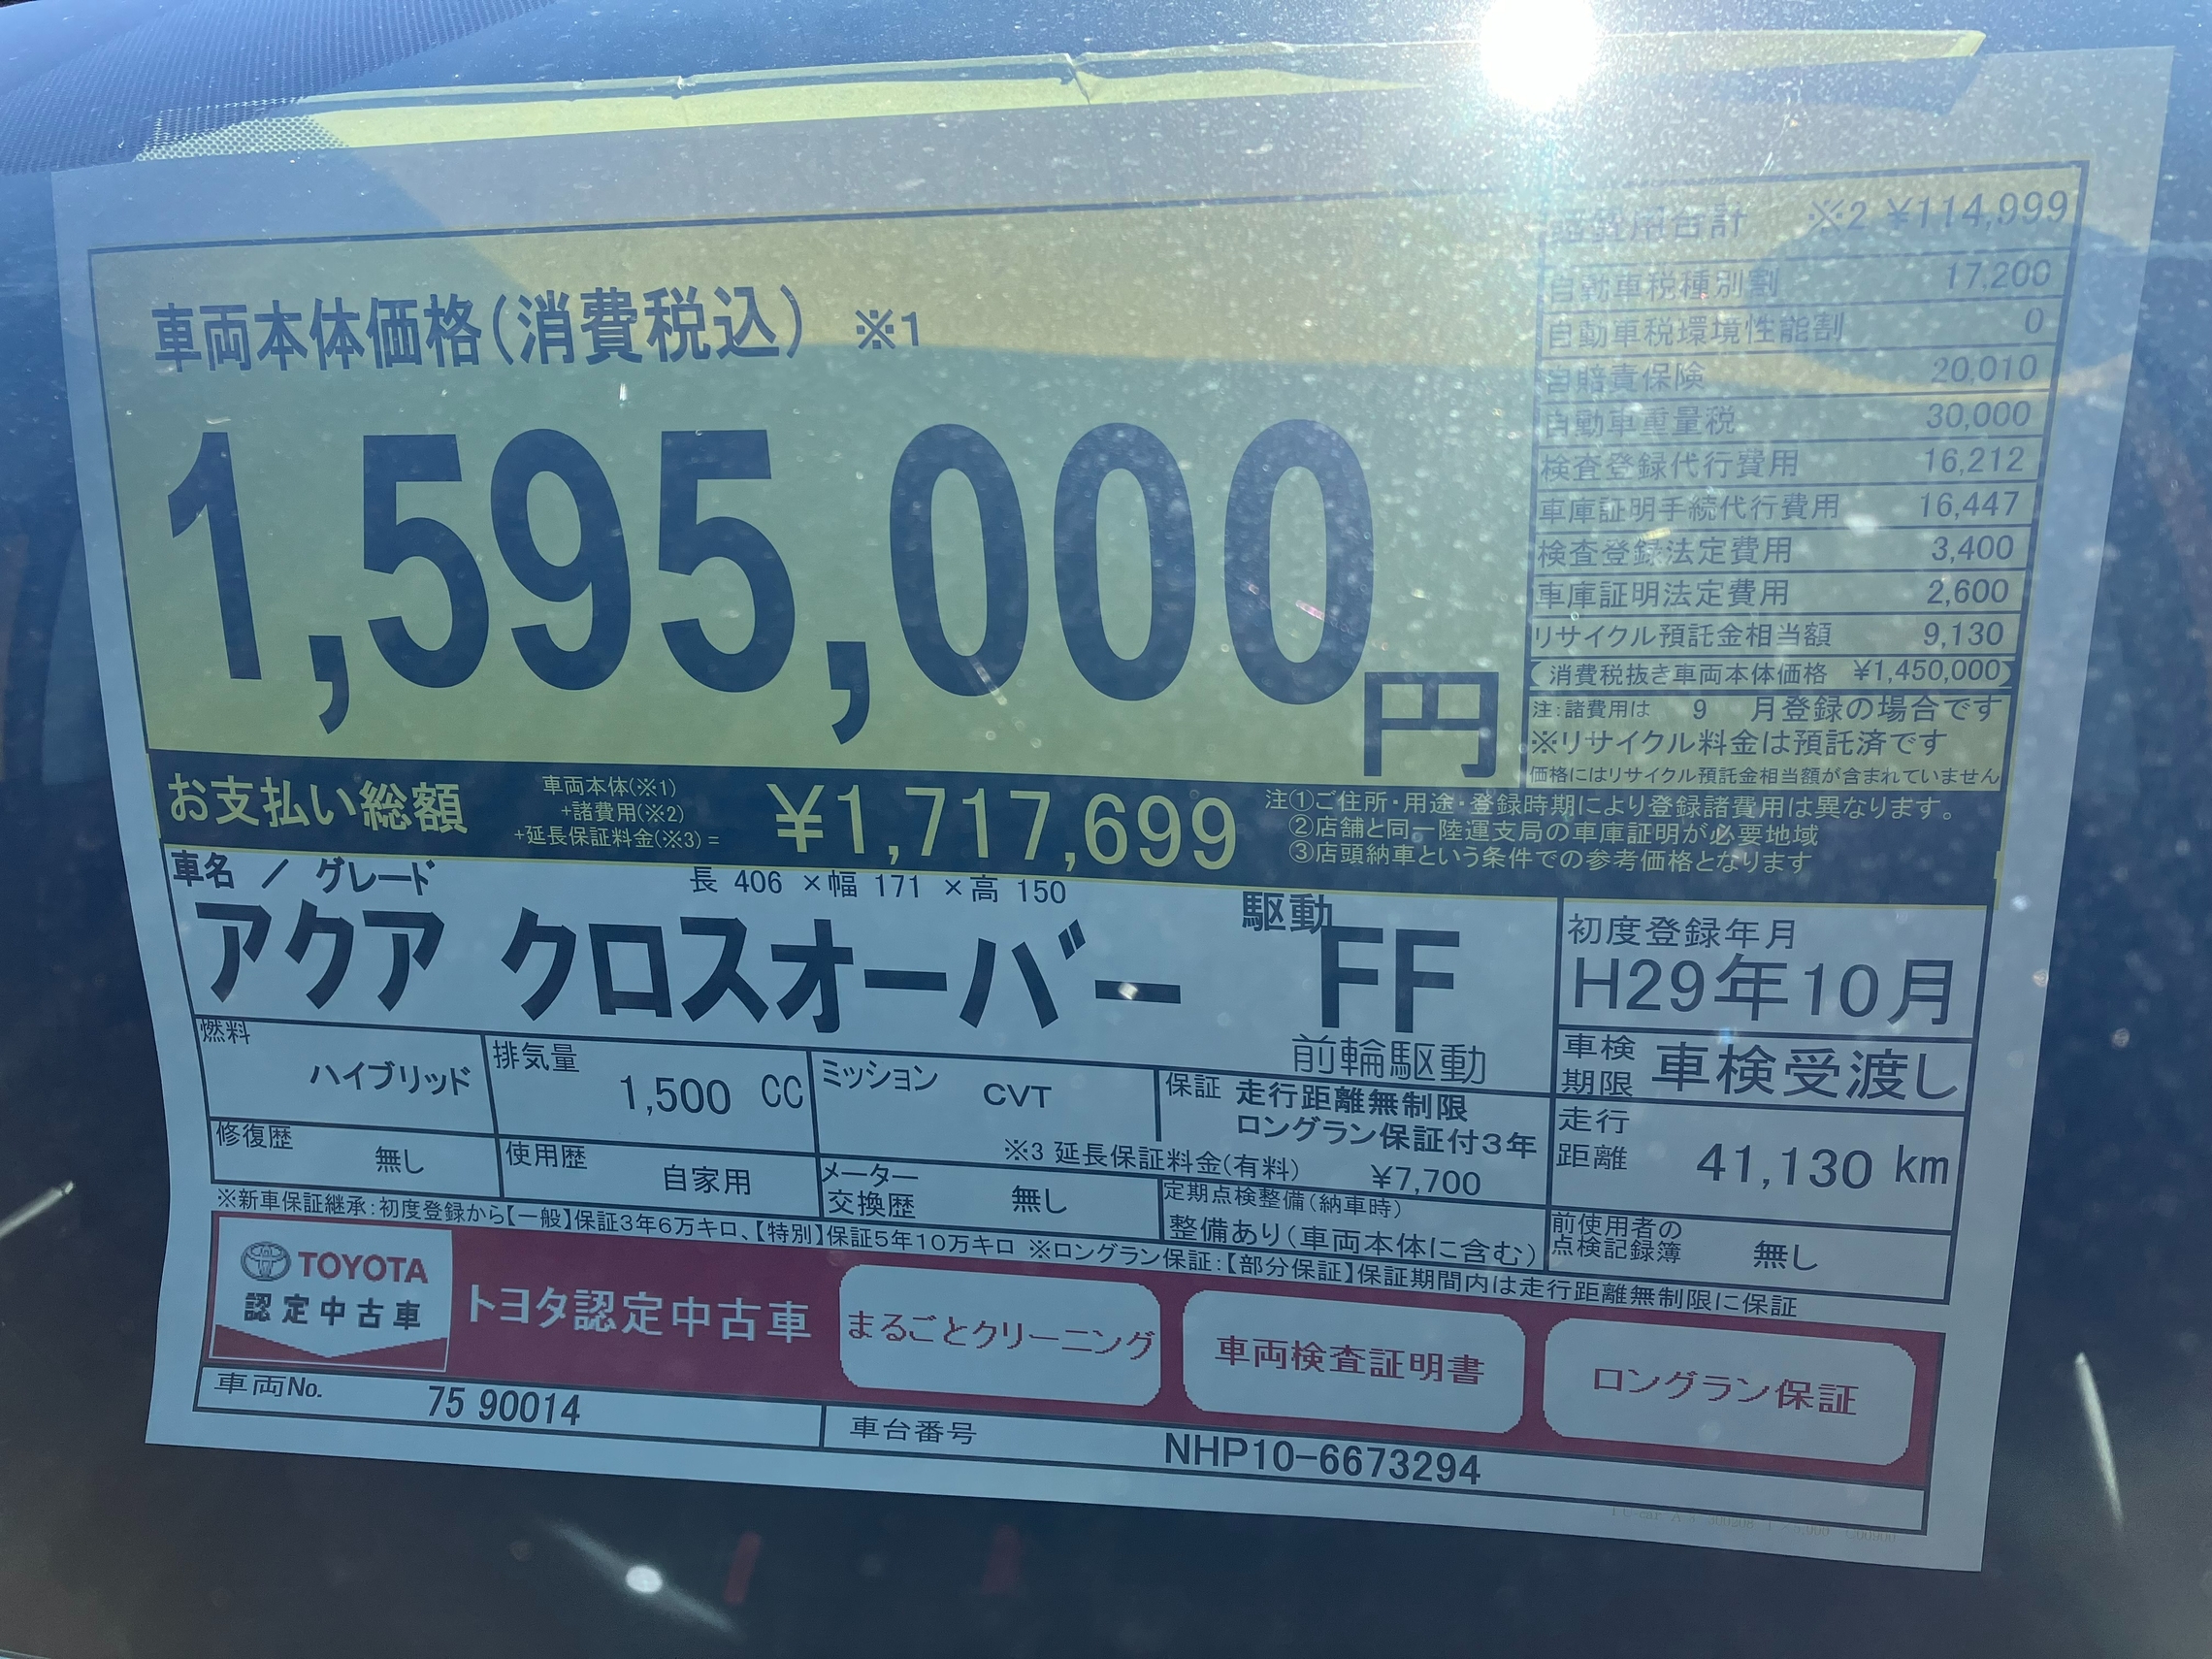 車両本体価格(消費税込) ※1
1,595,000円
諸費用合計 ※2 ¥114,999
自動車税種別割 17,200
自動車税環境性能割 0
自賠責保険 20,010
自動車重量税 30,000
検査登録代行費用 16,212
車庫証明手続代行費用 16,447
検査登録法定費用 3,400
車庫証明法定費用 2,600
リサイクル預託金相当額 9,130
(消費税抜き車両本体価格 ¥1,450,000)
注:諸費用は 9 月登録の場合です
※リサイクル料金は預託済です
価格にはリサイクル預託金相当額が含まれていません
お支払い総額
車両本体(※1)
+諸費用(※2)
+延長保証料金(※3)=
¥1,717,699
注①ご住所・用途・登録時期により登録諸費用は異なります。
②店舗と同一陸運支局の車庫証明が必要地域
③店頭納車という条件での参考価格となります
車名 / グレード
長 406 ×幅 171 ×高 150
アクア クロスオーバー
駆動
FF
前輪駆動
初度登録年月
H29年10月
燃料
ハイブリッド
排気量
1,500 CC
ミッション
CVT
保証 走行距離無制限
ロングラン保証付3年
※3 延長保証料金(有料) ¥7,700
車検
期限
車検受渡し
走行
距離
41,130 km
修復歴
無し
使用歴
自家用
メーター
交換歴
無し
定期点検整備(納車時)
整備あり(車両本体に含む)
前使用者の
点検記録簿
無し
※新車保証継承:初度登録から【一般】保証3年6万キロ、【特別】保証5年10万キロ ※ロングラン保証:【部分保証】保証期間内は走行距離無制限に保証
TOYOTA
認定中古車
トヨタ認定中古車
まるごとクリーニング
車両検査証明書
ロングラン保証
車両No.
75 90014
車台番号
NHP10-6673294